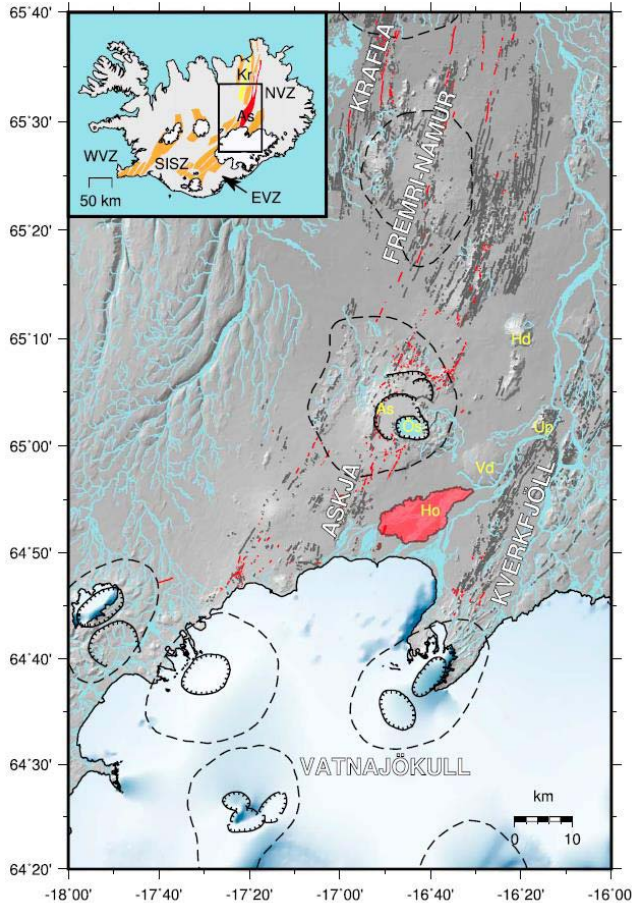 65˚40'
65˚30'
65˚20'
65˚10'
65˚00'
64˚50'
64˚40'
64˚30'
64˚20'
Kr
NVZ
As
WVZ
SISZ
EVZ
50 km
KRAFLA
FREMRI-NÁMUR
Hd
As
Ös
Up
Vd
ASKJA
Ho
KVERKFJÖLL
VATNAJÖKULL
km
0 10
-18˚00' -17˚40' -17˚20' -17˚00' -16˚40' -16˚20' -16˚00'